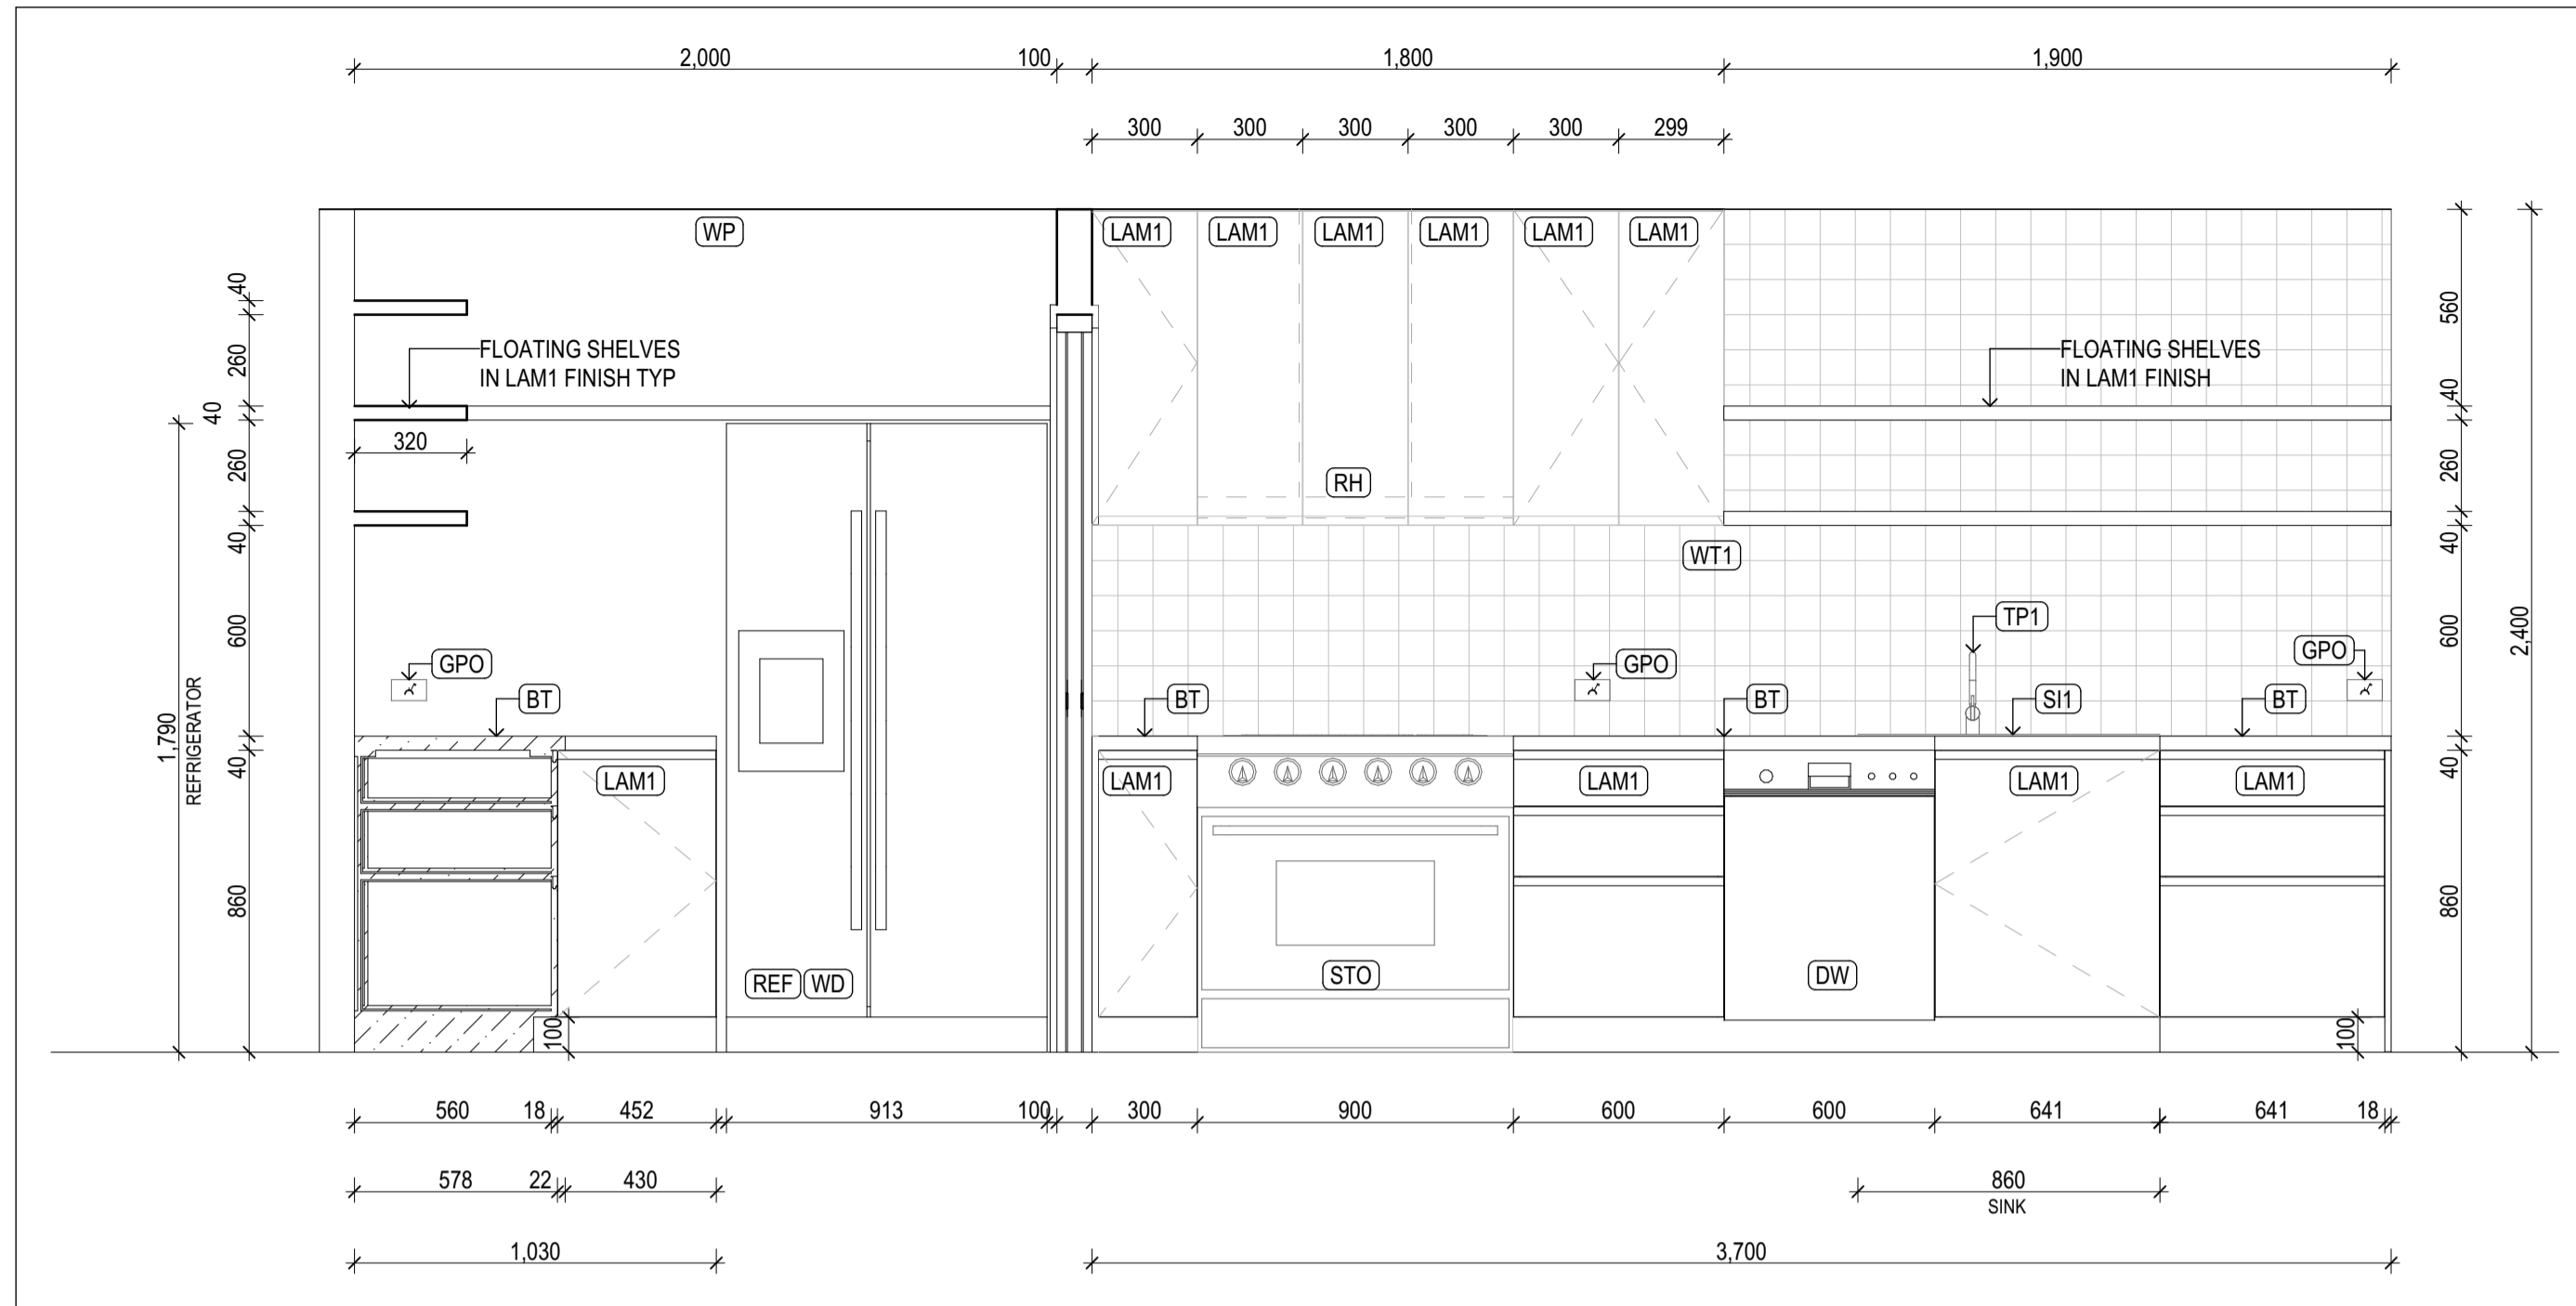 2,000 100 1,800 1,900
300 300 300 300 300 299
WP LAM1 LAM1 LAM1 LAM1 LAM1 LAM1
40
560
FLOATING SHELVES
IN LAM1 FINISH TYP
FLOATING SHELVES
IN LAM1 FINISH
260
40
40
320
260
RH
260
40
WT1
40
600
TP1
600
2,400
GPO
GPO
GPO
BT
BT
BT
SI1
BT
1,790
REFRIGERATOR
40
LAM1
LAM1
LAM1
LAM1
LAM1
40
860
860
REF WD
STO
DW
100
100
560 18 452 913 100 300 900 600 600 641 641 18
578 22 430
860
SINK
1,030
3,700